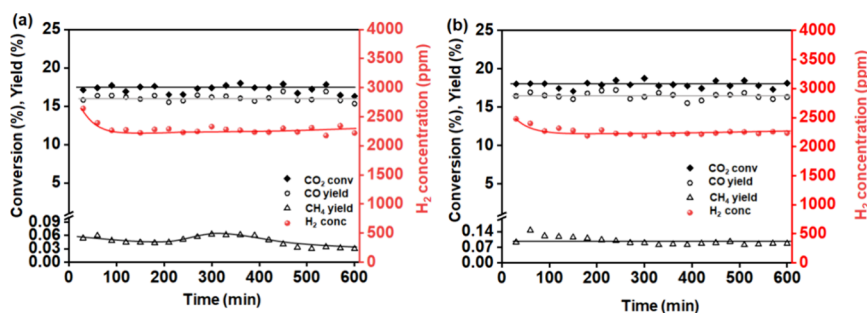 (a)
Conversion (%), Yield (%)
25
20
15
10
5
0.09
0.06
0.03
0.00
CO₂ conv
CO yield
CH₄ yield
H₂ conc
4000
3500
3000
2500
2000
1500
1000
500
0
H₂ concentration (ppm)
0 100 200 300 400 500 600
Time (min)
(b)
Conversion (%), Yield (%)
25
20
15
10
5
0.14
0.07
0.00
CO₂ conv
CO yield
CH₄ yield
H₂ conc
4000
3500
3000
2500
2000
1500
1000
500
0
H₂ concentration (ppm)
0 100 200 300 400 500 600
Time (min)